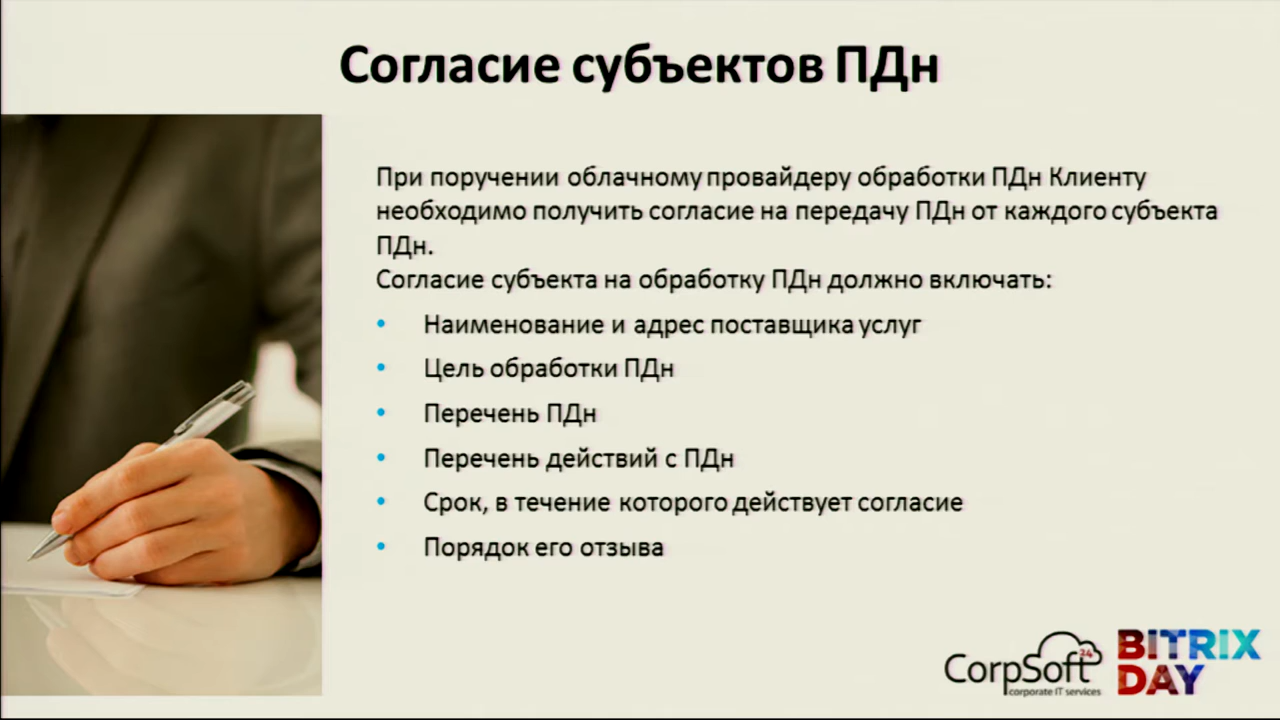 Согласие субъектов ПДн
При поручении облачному провайдеру обработки ПДн Клиенту
необходимо получить согласие на передачу ПДн от каждого субъекта
ПДн.
Согласие субъекта на обработку ПДн должно включать:
• Наименование и адрес поставщика услуг
• Цель обработки ПДн
• Перечень ПДн
• Перечень действий с ПДн
• Срок, в течение которого действует согласие
• Порядок его отзыва
CorpSoft 24
corporate IT services
BITRIX
DAY